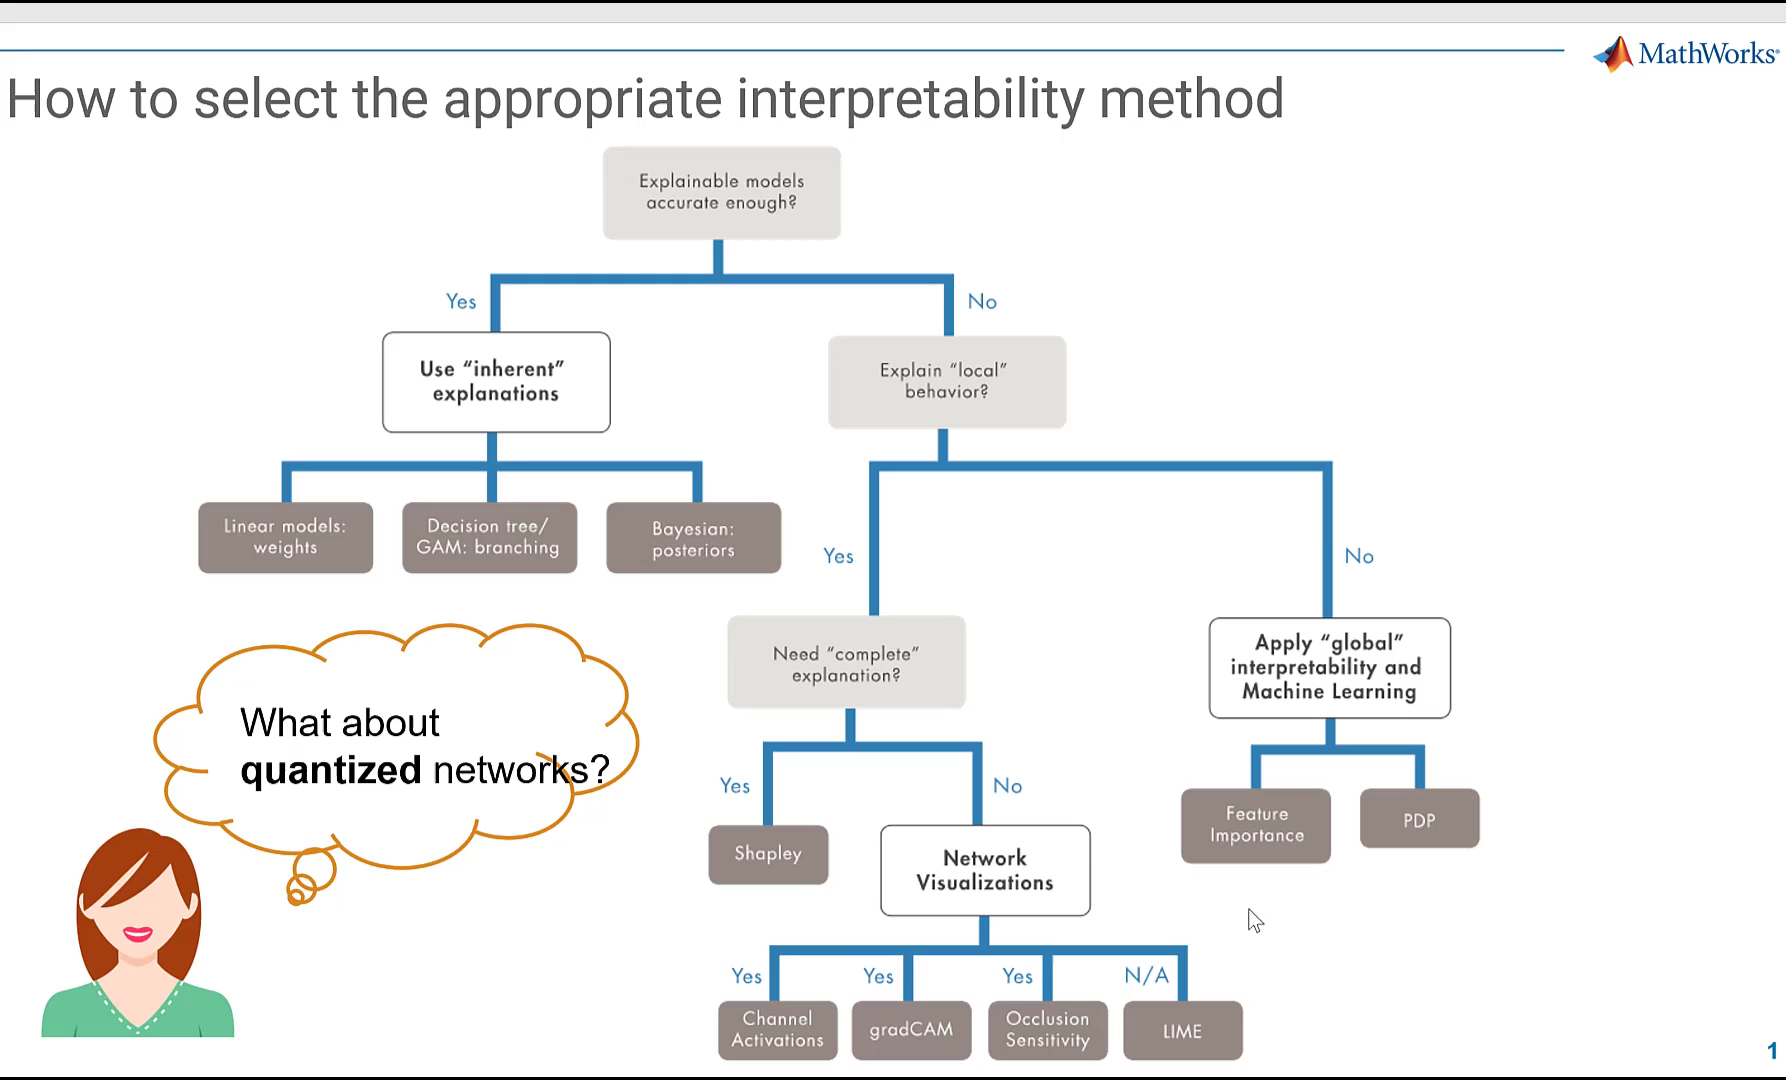 MathWorks®
How to select the appropriate interpretability method
Explainable models
accurate enough?
Yes
No
Use “inherent”
explanations
Explain “local”
behavior?
Linear models:
weights
Decision tree/
GAM: branching
Bayesian:
posteriors
Yes
No
Need “complete”
explanation?
Apply “global”
interpretability and
Machine Learning
What about
quantized networks?
Yes
No
Shapley
Network
Visualizations
Feature
Importance
PDP
Yes
Yes
Yes
N/A
Channel
Activations
gradCAM
Occlusion
Sensitivity
LIME
1